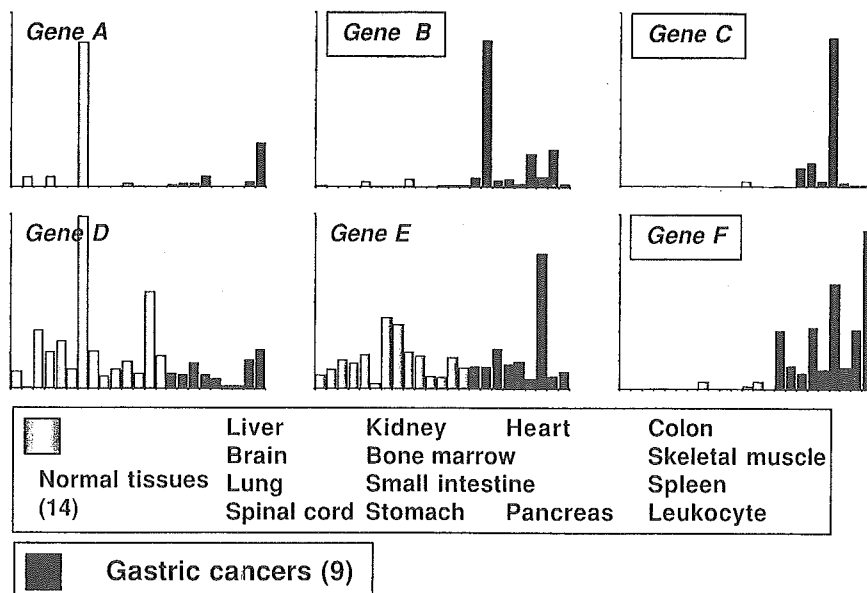 Gene A
Gene B
Gene C
Gene D
Gene E
Gene F
Normal tissues
(14)
Liver Kidney Heart Colon
Brain Bone marrow Skeletal muscle
Lung Small intestine Spleen
Spinal cord Stomach Pancreas Leukocyte
Gastric cancers (9)